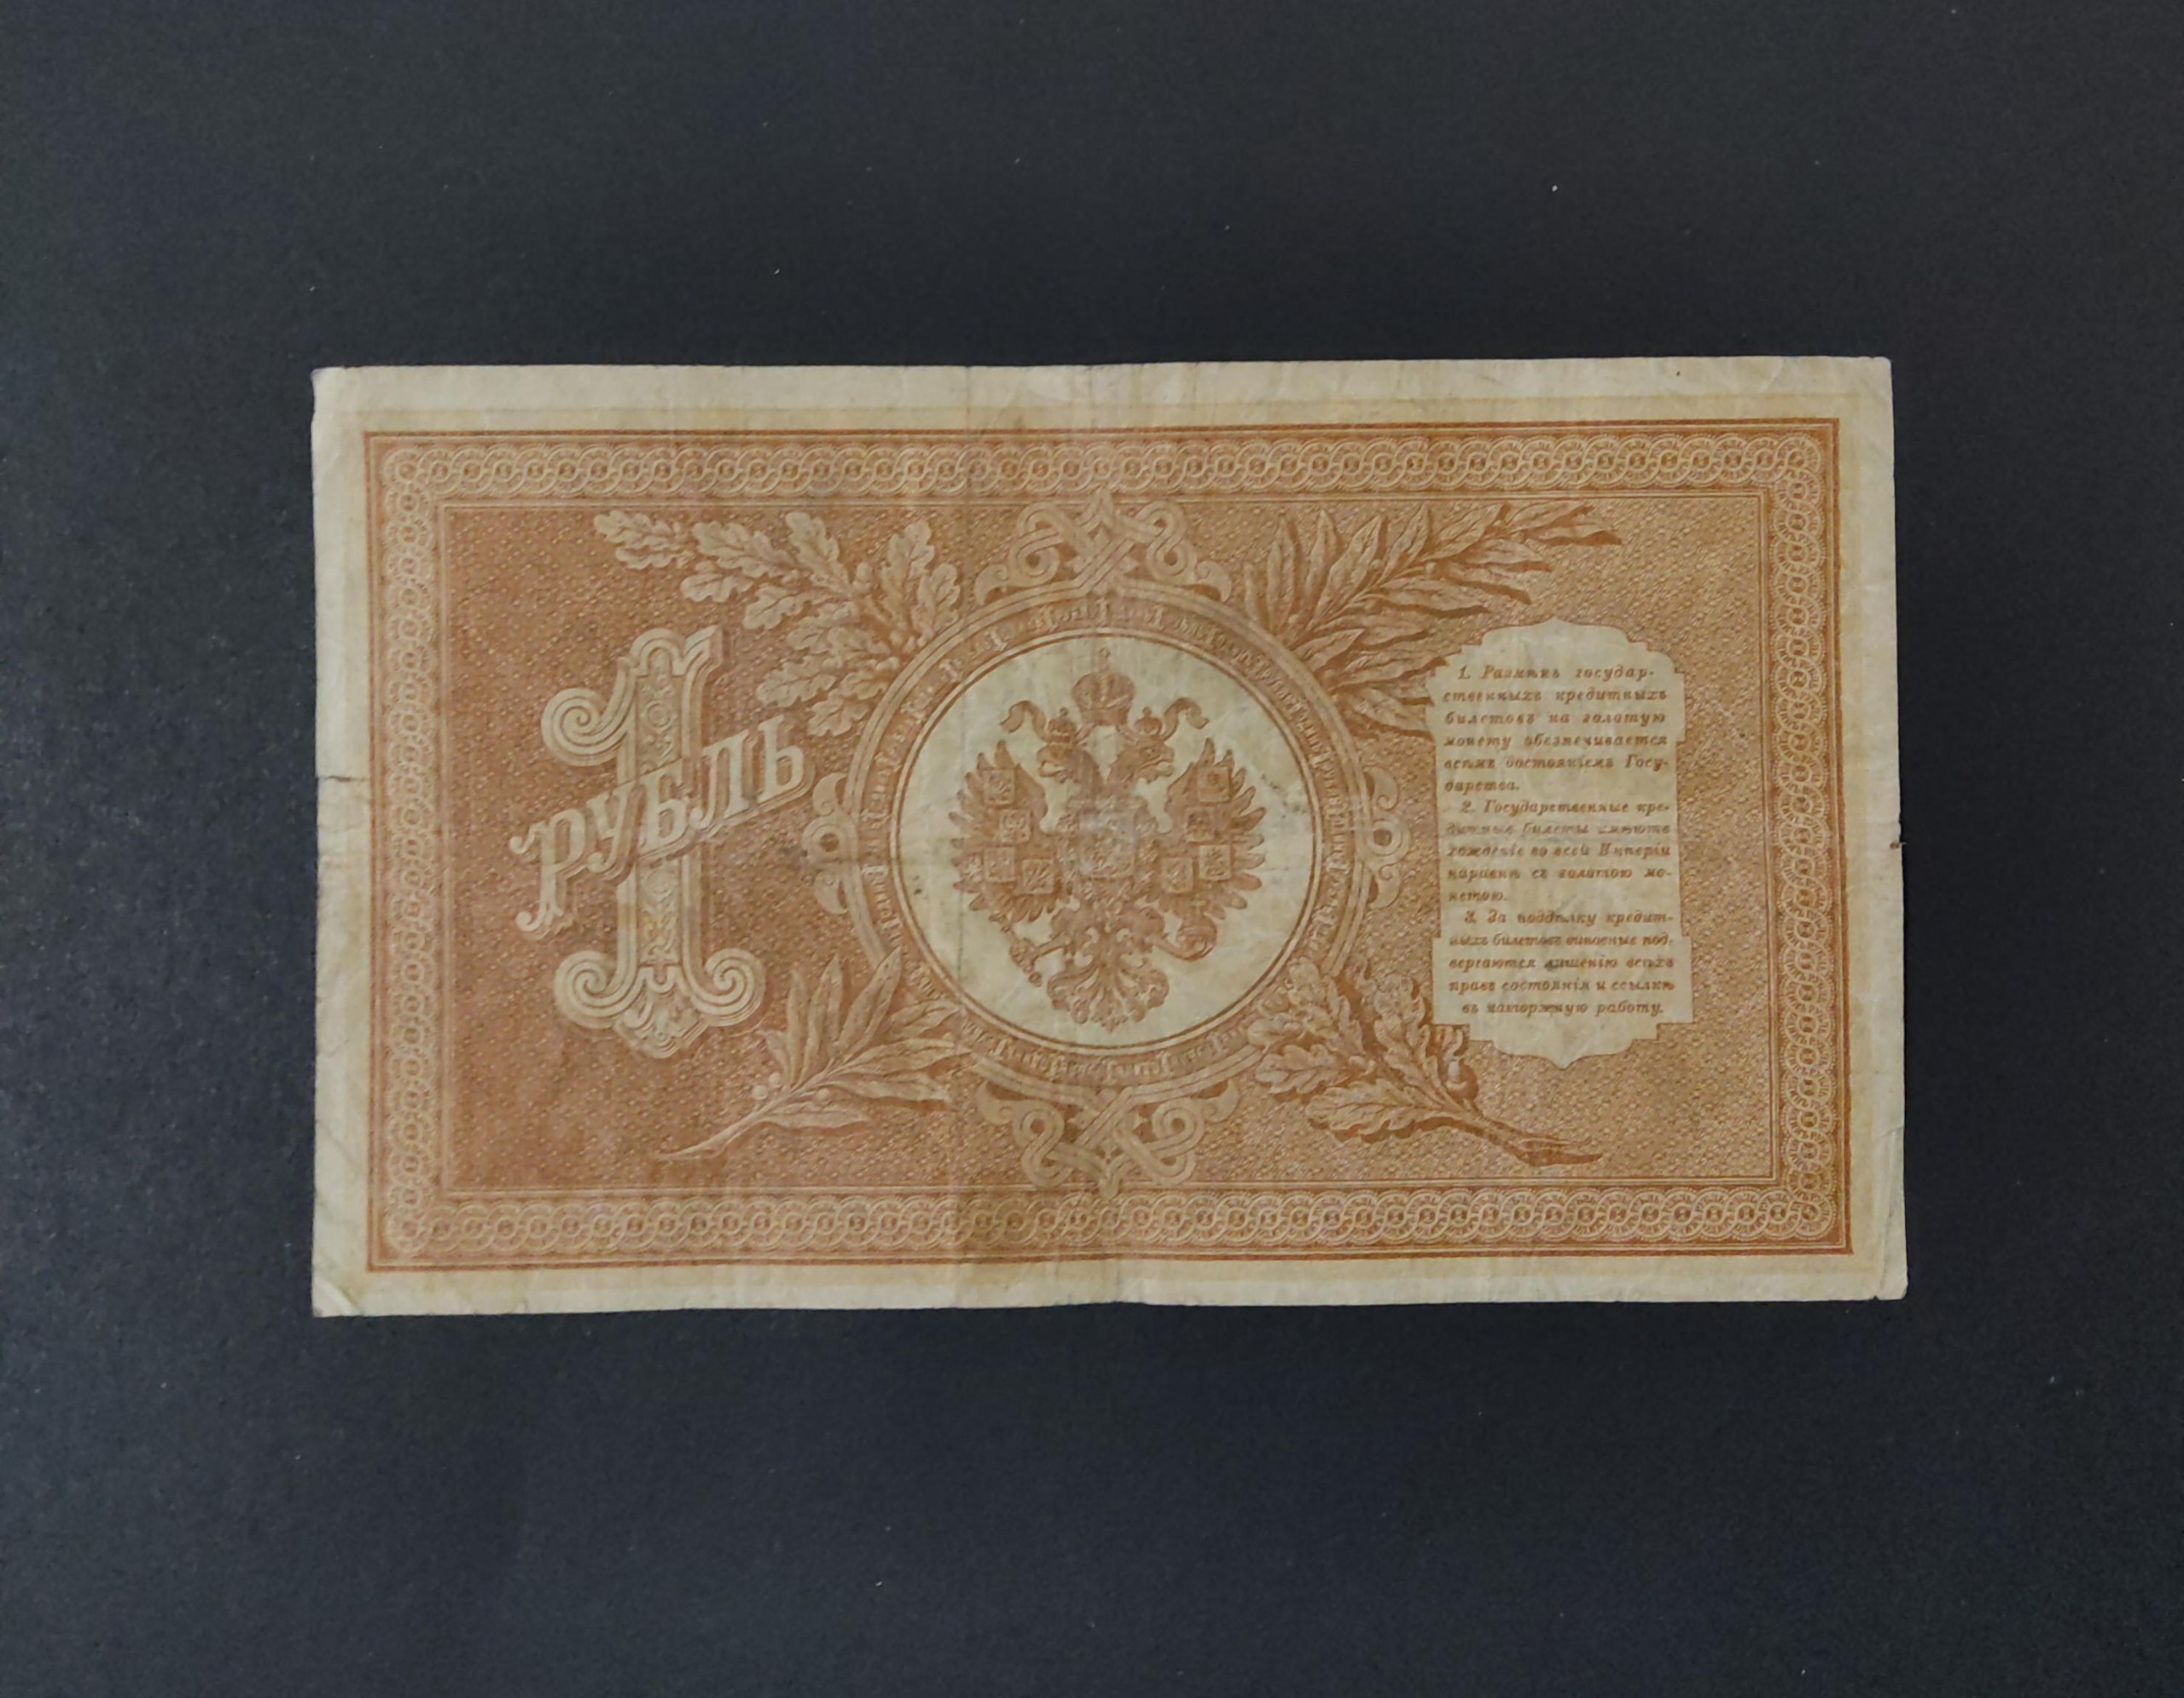 1
РУБЛЬ
1. Размѣнъ государ-
ственныхъ кредитныхъ
билетовъ на золотую
монету обезпечивается
всѣмъ достояніемъ Госу-
дарства.
2. Государственные кре-
дитные билеты имѣютъ
хожденіе во всей Имперіи
наравнѣ съ золотою мо-
нетою.
3. За поддѣлку кредит-
ныхъ билетовъ виновные под-
вергаются лишенію всѣхъ
правъ состоянія и ссылкѣ
въ каторжную работу.